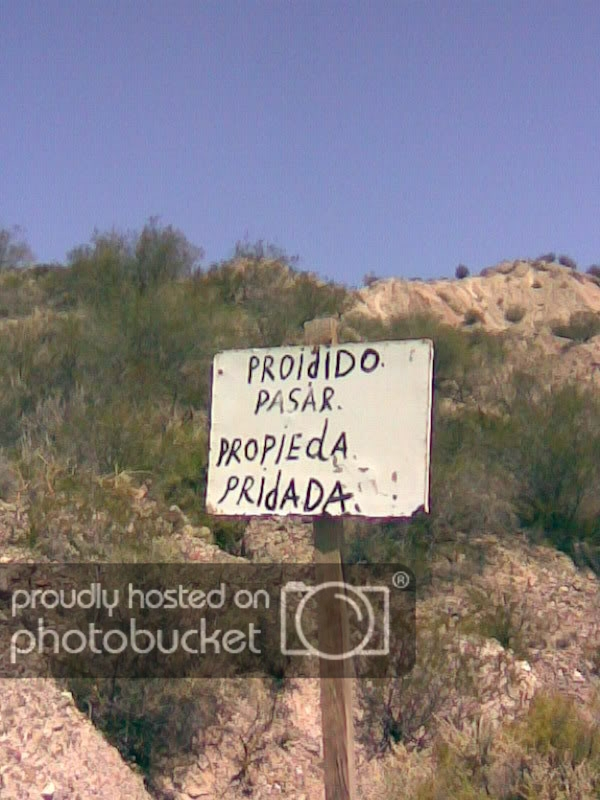 PROIdIDO.
PASAR.
PROPIEdA.
PRIdADA.
proudly hosted on
photobucket
®